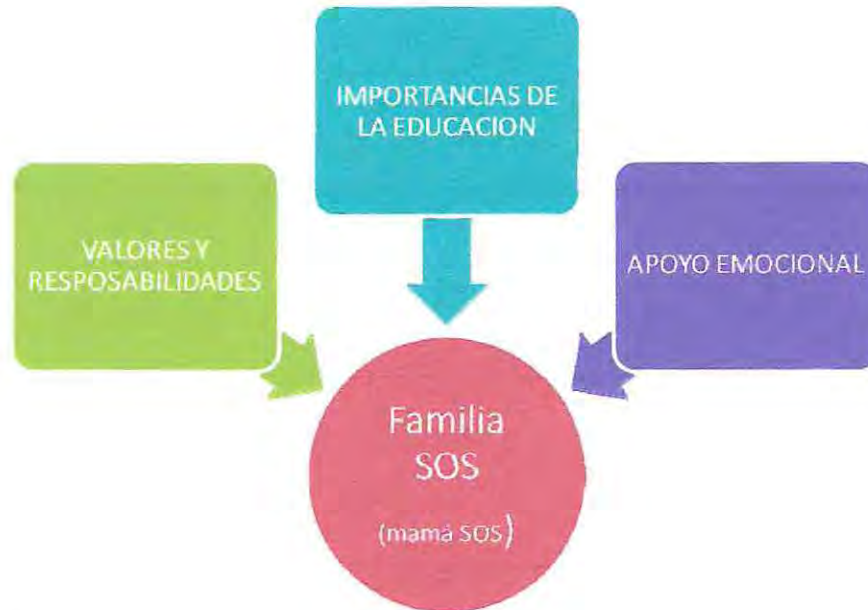 IMPORTANCIAS DE
LA EDUCACION
VALORES Y
RESPOSABILIDADES
APOYO EMOCIONAL
Familia
SOS
(mamá SOS)